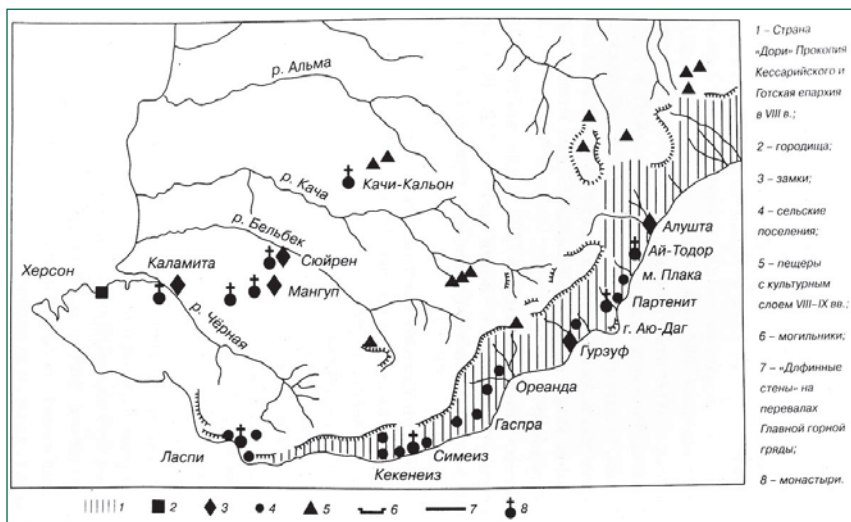 р. Альма
р. Кача
Качи-Кальон
р. Бельбек
Сюйрен
Херсон
Каламита
Мангуп
р. Чёрная
Алушта
Ай-Тодор
м. Плака
Партенит
г. Аю-Даг
Гурзуф
Ореанда
Гаспра
Симеиз
Кекенеиз
Ласпи
1 – Страна
«Дори» Прокопия
Кессарийского и
Готская епархия
в VIII в.;
2 – городища;
3 – замки;
4 – сельские
поселения;
5 – пещеры
с культурным
слоем VIII–IX вв.;
6 – могильники;
7 – «Длфинные
стены» на
перевалах
Главной горной
гряды;
8 – монастыри.
1 2 3 4 5 6 7 8